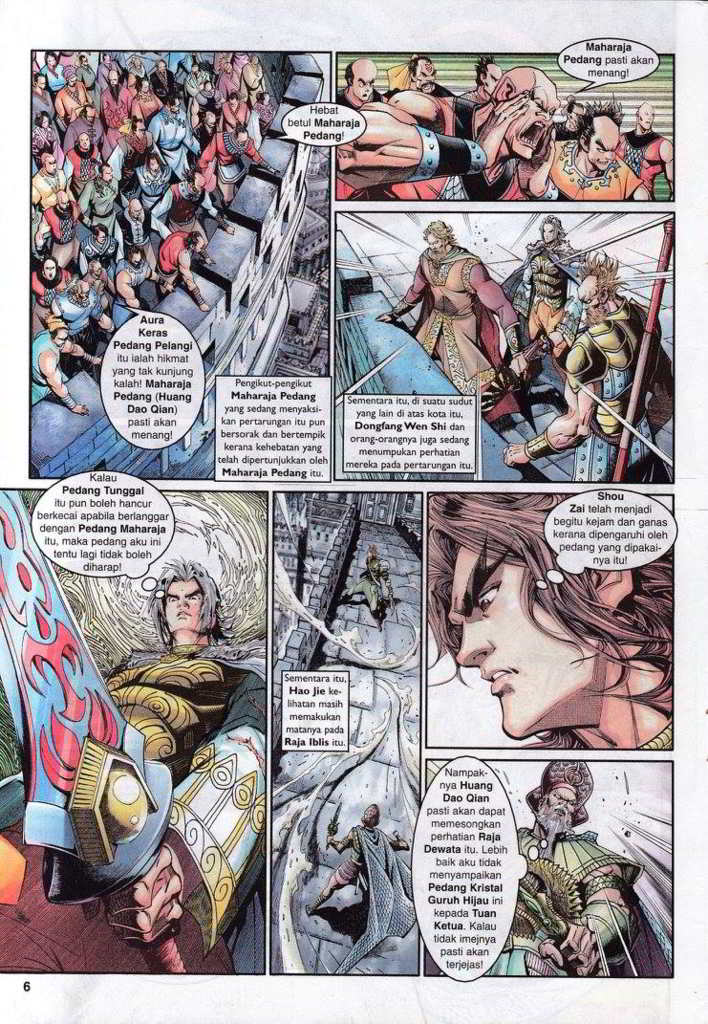 Hebat
betul Maharaja
Pedang!
Aura
Keras
Pedang Pelangi
itu ialah hikmat
yang tak kunjung
kalah! Maharaja
Pedang (Huang
Dao Qian)
pasti akan
menang!
Pengikut-pengikut
Maharaja Pedang
yang sedang menyaksi-
kan pertarungan itu pun
bersorak dan bertempik
kerana kehebatan yang
telah dipertunjukkan oleh
Maharaja Pedang itu.
Maharaja
Pedang pasti akan
menang!
Sementara itu, di suatu sudut
yang lain di atas kota itu,
Dongfang Wen Shi dan
orang-orangnya juga sedang
menumpukan perhatian
mereka pada pertarungan itu.
Kalau
Pedang Tunggal
itu pun boleh hancur
berkecai apabila berlanggar
dengan Pedang Maharaja
itu, maka pedang aku ini
tentu lagi tidak boleh
diharap!
Sementara itu,
Hao Jie ke-
lihatan masih
memakukan
matanya pada
Raja Iblis itu.
Shou
Zai telah menjadi
begitu kejam dan ganas
kerana dipengaruhi oleh
pedang yang dipakai-
nya itu!
Nampak-
nya Huang
Dao Qian
pasti akan dapat
memesongkan
perhatian Raja
Dewata itu. Lebih
baik aku tidak
menyampaikan
Pedang Kristal
Guruh Hijau ini
kepada Tuan
Ketua. Kalau
tidak imejnya
pasti akan
terjejas!
6